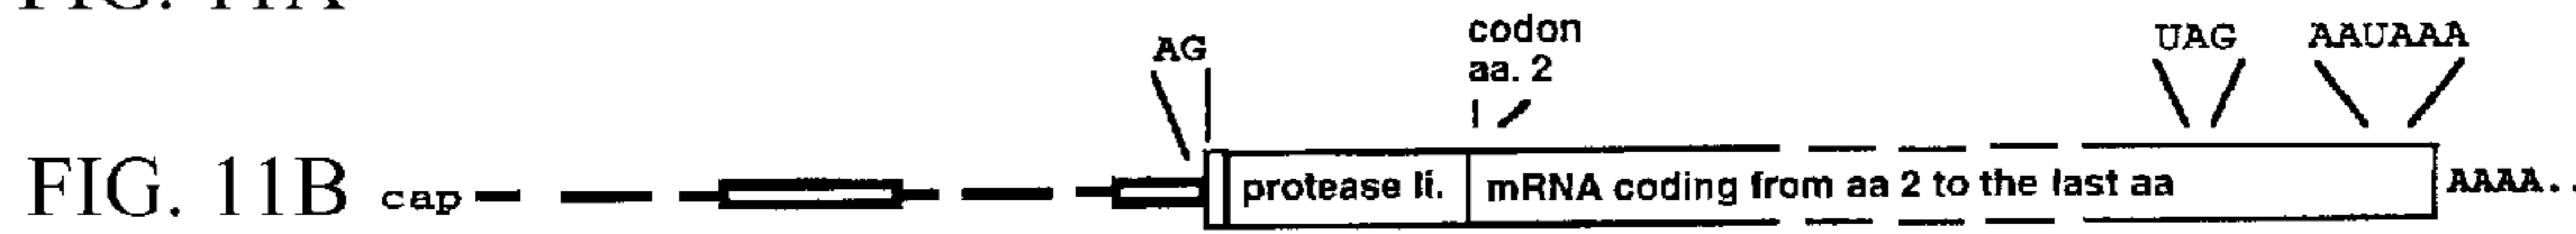 FIG. 11A
AG
codon
aa. 2
UAG
AAUAAA
FIG. 11B
cap
protease li.
mRNA coding from aa 2 to the last aa
AAAA..